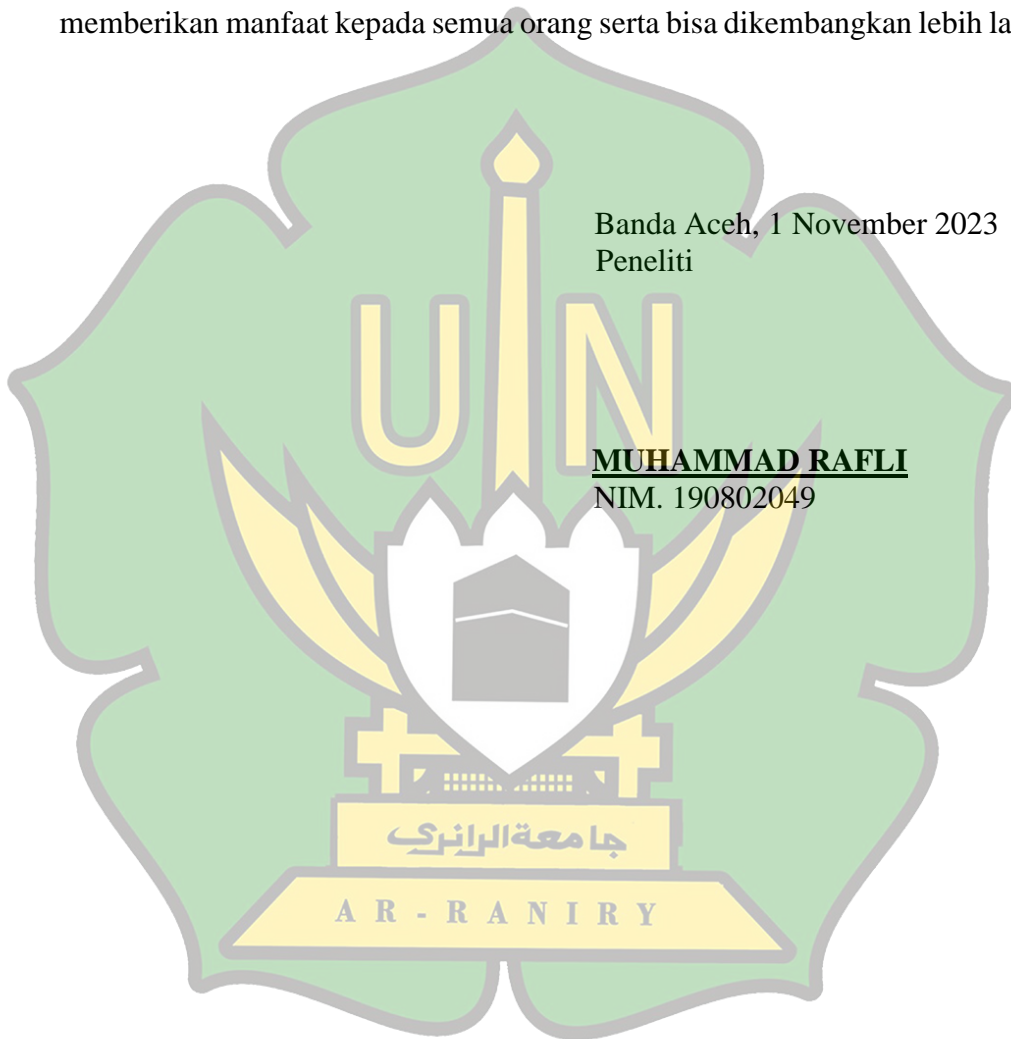 memberikan manfaat kepada semua orang serta bisa dikembangkan lebih la
Banda Aceh, 1 November 2023
Peneliti
UIN
MUHAMMAD RAFLI
NIM. 190802049
جامعة الرانري
AR-RANIRY